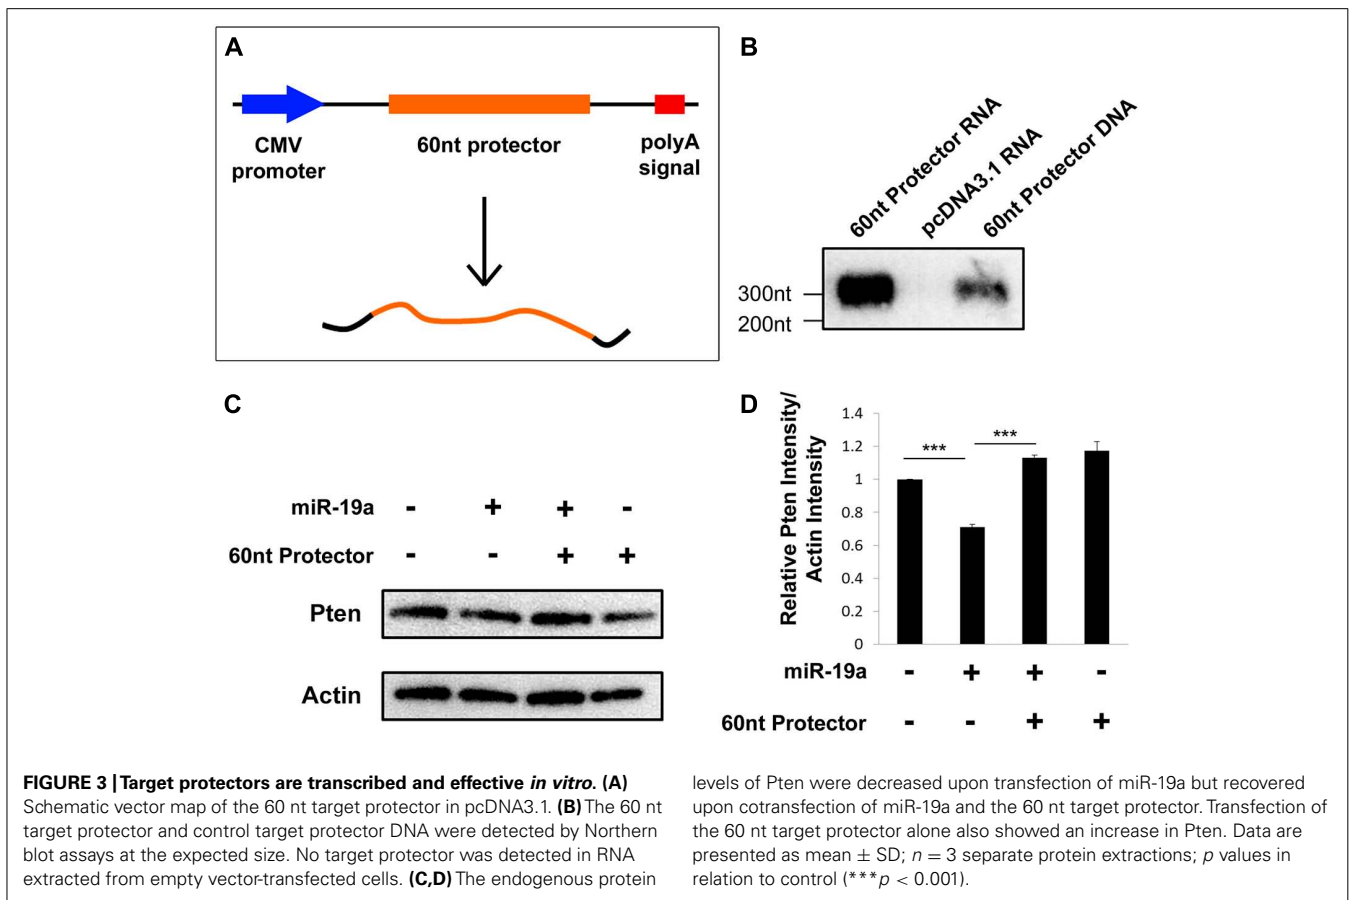 A
CMV
promoter
60nt protector
polyA
signal
B
60nt Protector RNA
pcDNA3.1 RNA
60nt Protector DNA
300nt
200nt
C
miR-19a - + + -
60nt Protector - - + +
Pten
Actin
D
Relative Pten Intensity/
Actin Intensity
1.4
1.2
1
0.8
0.6
0.4
0.2
0
*** ***
miR-19a - + + -
60nt Protector - - + +
FIGURE 3 | Target protectors are transcribed and effective in vitro. (A)
Schematic vector map of the 60 nt target protector in pcDNA3.1. (B) The 60 nt
target protector and control target protector DNA were detected by Northern
blot assays at the expected size. No target protector was detected in RNA
extracted from empty vector-transfected cells. (C,D) The endogenous protein
levels of Pten were decreased upon transfection of miR-19a but recovered
upon cotransfection of miR-19a and the 60 nt target protector. Transfection of
the 60 nt target protector alone also showed an increase in Pten. Data are
presented as mean ± SD; n = 3 separate protein extractions; p values in
relation to control (***p < 0.001).